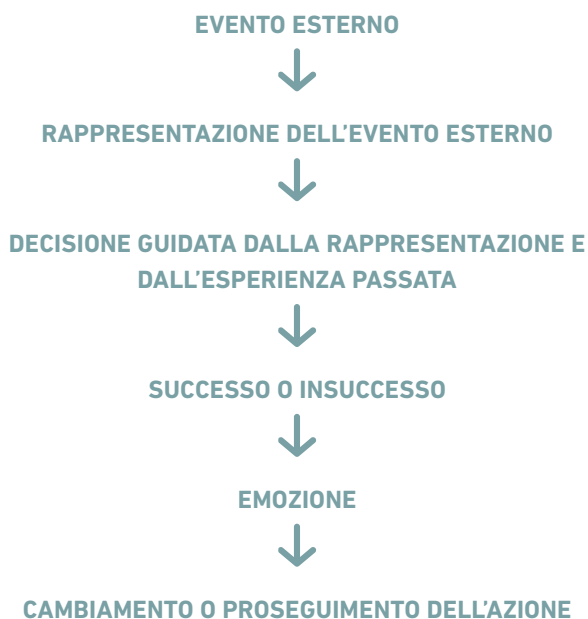 EVENTO ESTERNO
RAPPRESENTAZIONE DELL’EVENTO ESTERNO
DECISIONE GUIDATA DALLA RAPPRESENTAZIONE E
DALL’ESPERIENZA PASSATA
SUCCESSO O INSUCCESSO
EMOZIONE
CAMBIAMENTO O PROSEGUIMENTO DELL’AZIONE